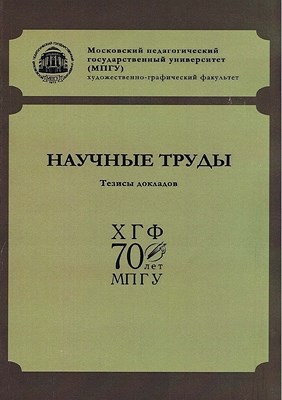 Московский педагогический
государственный университет
(МПГУ)
художественно-графический факультет
НАУЧНЫЕ ТРУДЫ
Тезисы докладов
ХГФ
70 лет
МПГУ